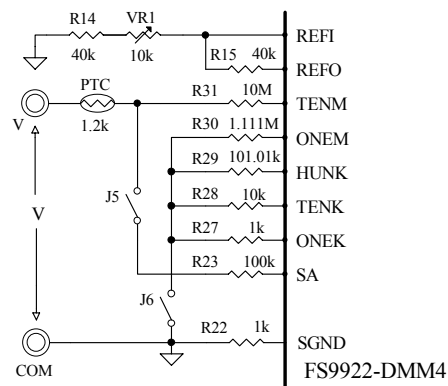 R14 VR1 REFI
40k 10k R15 40k REFO
PTC R31 10M TENM
V 1.2k R30 1.111M ONEM
R29 101.01k HUNK
V J5 R28 10k TENK
R27 1k ONEK
R23 100k SA
J6
R22 1k SGND
COM FS9922-DMM4